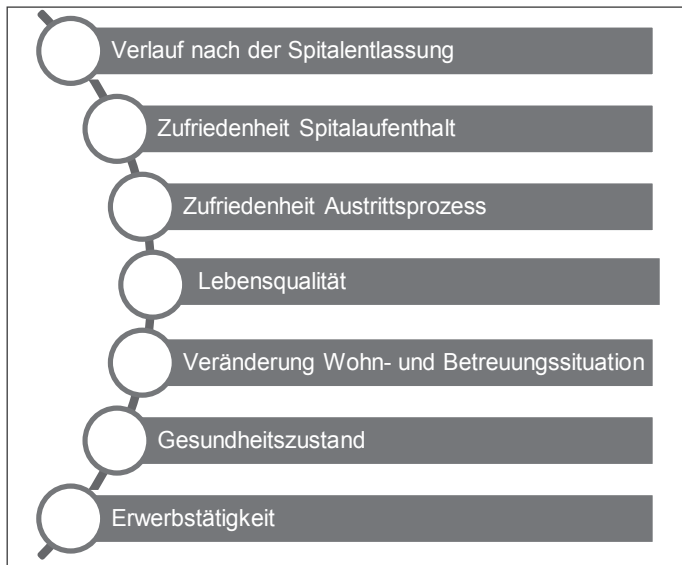 Verlauf nach der Spitalentlassung
Zufriedenheit Spitalaufenthalt
Zufriedenheit Austrittsprozess
Lebensqualität
Veränderung Wohn- und Betreuungssituation
Gesundheitszustand
Erwerbstätigkeit